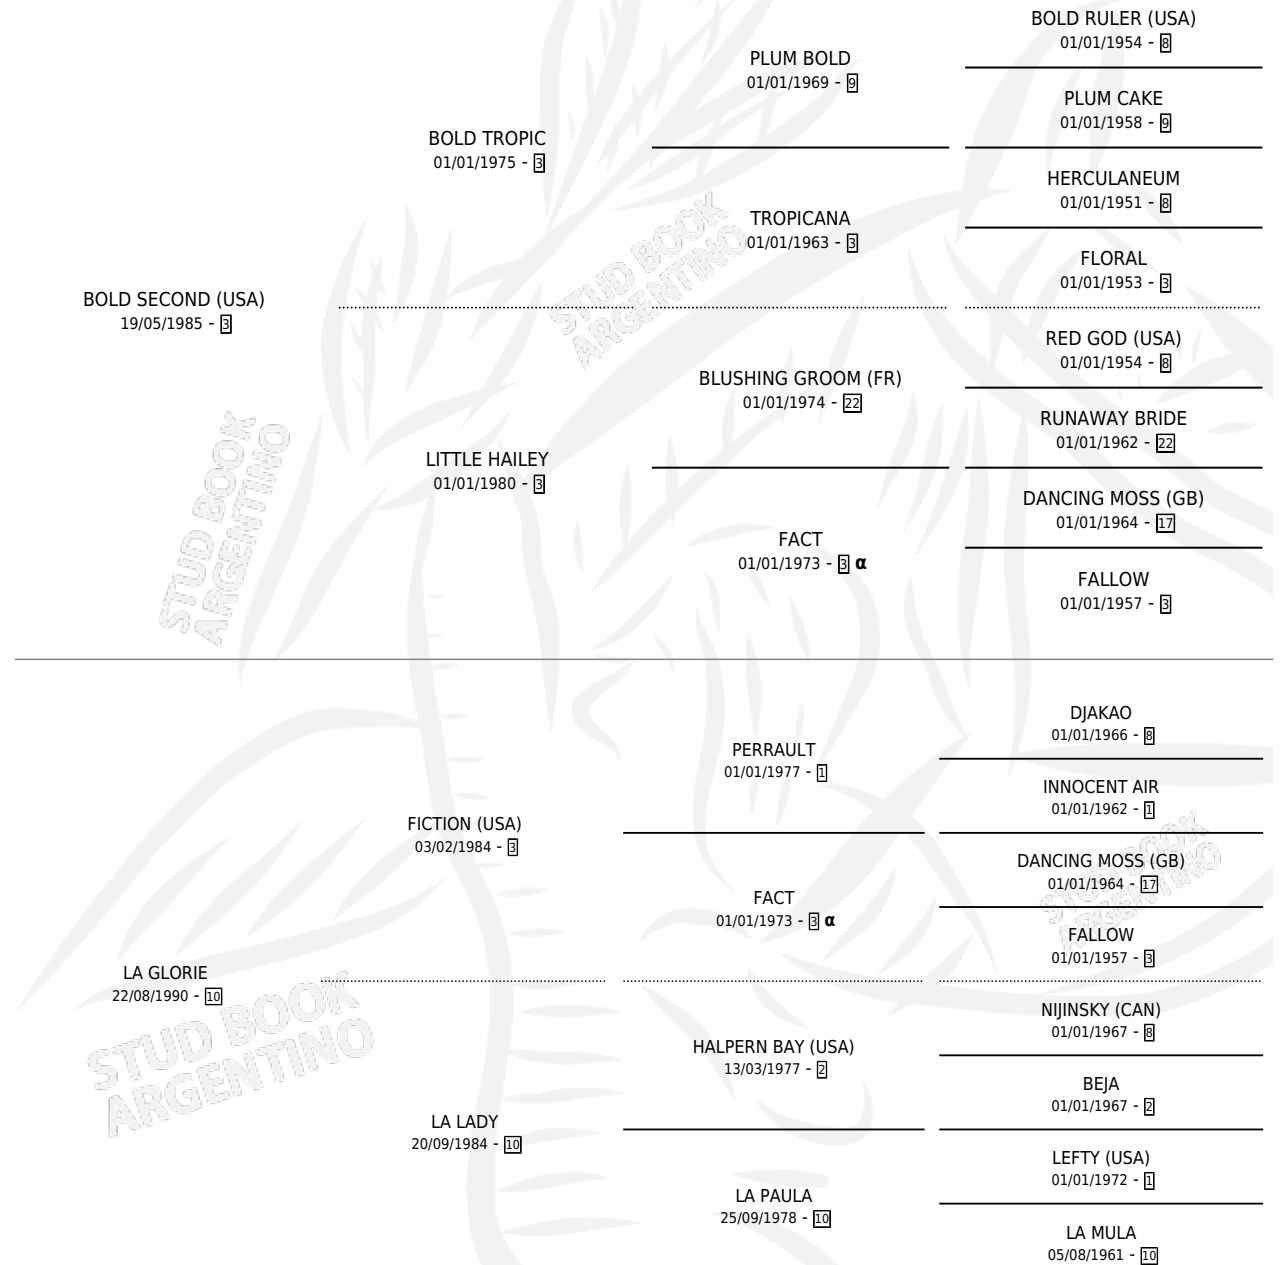 BOLD RULER (USA)
01/01/1954 - 8
PLUM BOLD
01/01/1969 - 9
PLUM CAKE
01/01/1958 - 9
BOLD TROPIC
01/01/1975 - 3
HERCULANEUM
01/01/1951 - 8
TROPICANA
01/01/1963 - 3
FLORAL
01/01/1953 - 3
BOLD SECOND (USA)
19/05/1985 - 3
RED GOD (USA)
01/01/1954 - 8
BLUSHING GROOM (FR)
01/01/1974 - 22
RUNAWAY BRIDE
01/01/1962 - 22
LITTLE HAILEY
01/01/1980 - 3
DANCING MOSS (GB)
01/01/1964 - 17
FACT
01/01/1973 - 3 α
FALLOW
01/01/1957 - 3
DJAKAO
01/01/1966 - 8
PERRAULT
01/01/1977 - 1
INNOCENT AIR
01/01/1962 - 1
FICTION (USA)
03/02/1984 - 3
DANCING MOSS (GB)
01/01/1964 - 17
FACT
01/01/1973 - 3 α
FALLOW
01/01/1957 - 3
LA GLORIE
22/08/1990 - 10
NIJINSKY (CAN)
01/01/1967 - 8
HALPERN BAY (USA)
13/03/1977 - 2
BEJA
01/01/1967 - 2
LA LADY
20/09/1984 - 10
LEFTY (USA)
01/01/1972 - 1
LA PAULA
25/09/1978 - 10
LA MULA
05/08/1961 - 10
STUD BOOK
ARGENTINO
STUD BOOK
ARGENTINO
STUD BOOK
ARGENTINO
STUD BOOK
ARGENTINO